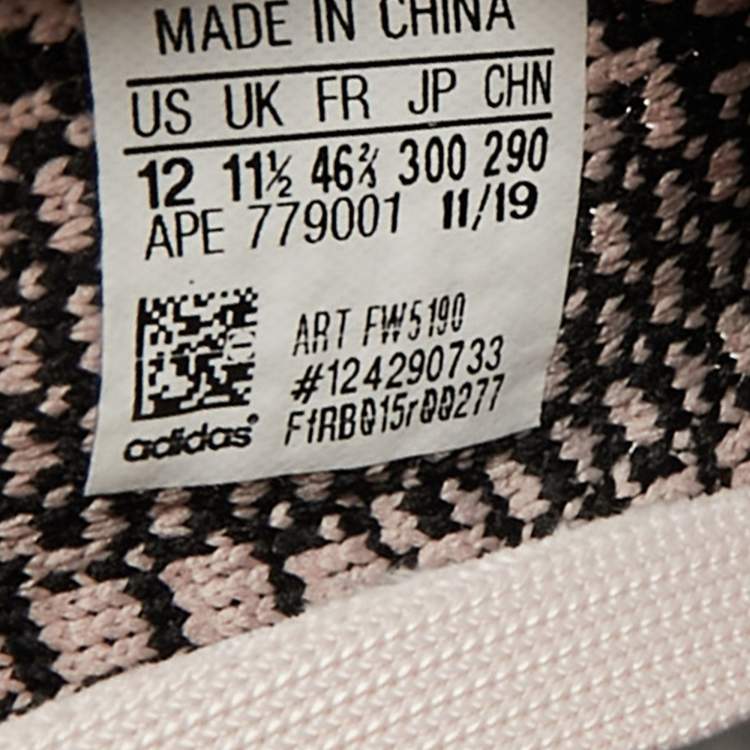 MADE IN CHINA
US UK FR JP CHN
12 11½ 46⅔ 300 290
APE 779001 11/19
ART FW5190
#124290733
adidas®